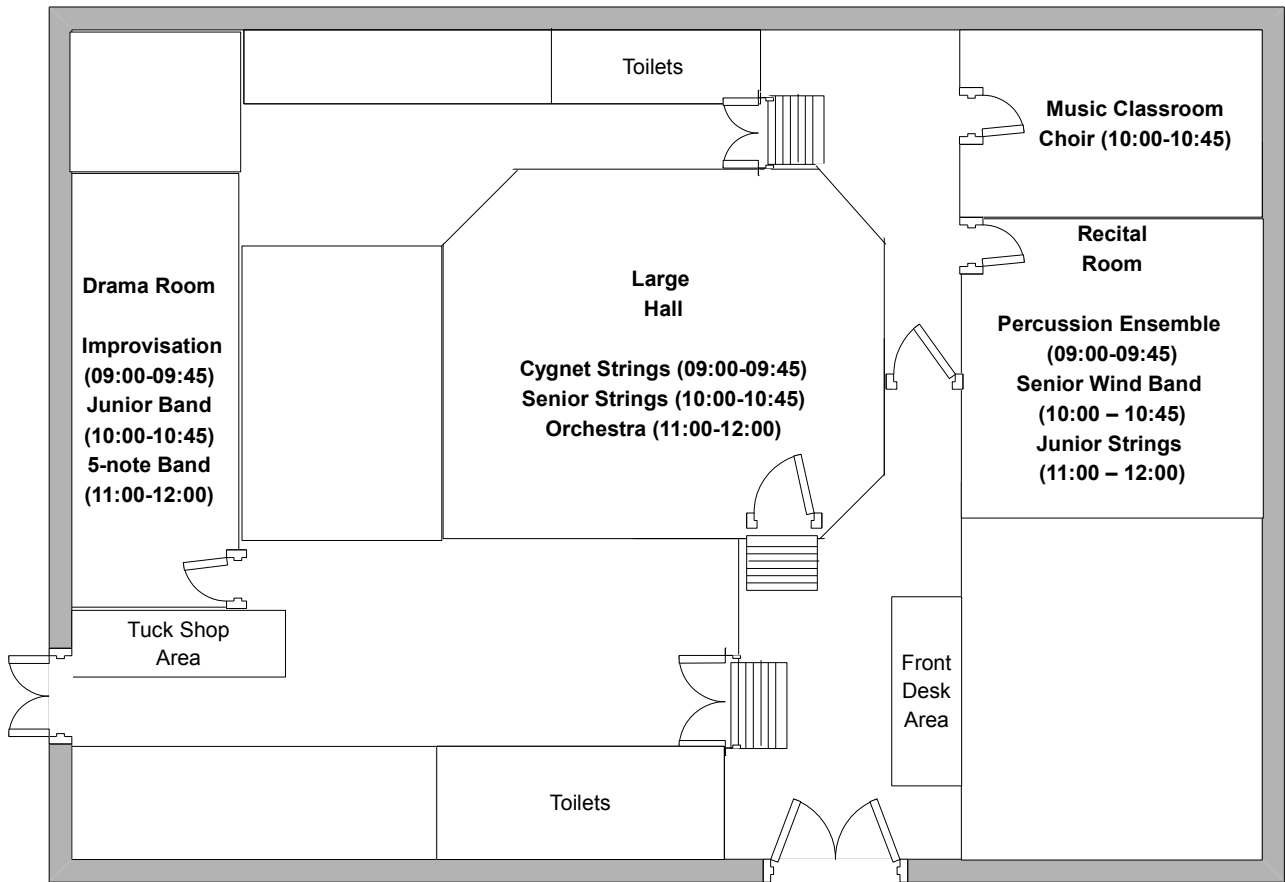 Toilets
Music Classroom
Choir (10:00-10:45)
Recital
Room
Percussion Ensemble
(09:00-09:45)
Senior Wind Band
(10:00 – 10:45)
Junior Strings
(11:00 – 12:00)
Large
Hall
Cygnet Strings (09:00-09:45)
Senior Strings (10:00-10:45)
Orchestra (11:00-12:00)
Drama Room
Improvisation
(09:00-09:45)
Junior Band
(10:00-10:45)
5-note Band
(11:00-12:00)
Tuck Shop
Area
Front
Desk
Area
Toilets